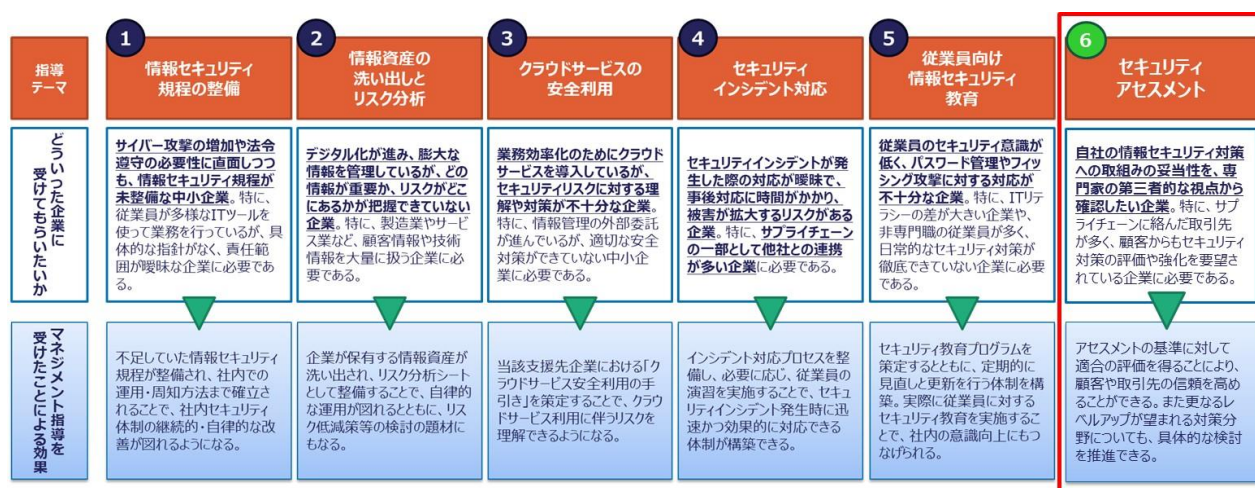 指導
テーマ
1
情報セキュリティ
規程の整備
2
情報資産の
洗い出しと
リスク分析
3
クラウドサービスの
安全利用
4
セキュリティ
インシデント対応
5
従業員向け
情報セキュリティ
教育
6
セキュリティ
アセスメント
どういった企業に
受けてもらいたいか
サイバー攻撃の増加や法令
遵守の必要性に直面しつつ
も、情報セキュリティ規程が
未整備な中小企業。特に、
従業員が多様なITツールを
使って業務を行っているが、具
体的な指針がなく、責任範
囲が曖昧な企業に必要であ
る。
デジタル化が進み、膨大な
情報を管理しているが、どの
情報が重要か、リスクがどこ
にあるかが把握できていない
企業。特に、製造業やサービ
ス業など、顧客情報や技術
情報を大量に扱う企業に必
要である。
業務効率化のためにクラウド
サービスを導入しているが、
セキュリティリスクに対する理
解や対策が不十分な企業。
特に、情報管理の外部委託
が進んでいるが、適切な安全
対策ができていない中小企
業に必要である。
セキュリティインシデントが発
生した際の対応が曖昧で、
事後対応に時間がかかり、
被害が拡大するリスクがある
企業。特に、サプライチェーン
の一部として他社との連携
が多い企業に必要である。
従業員のセキュリティ意識が
低く、パスワード管理やフィッ
シング攻撃に対する対応が
不十分な企業。特に、ITリテ
ラシーの差が大きい企業や、
非専門職の従業員が多く、
日常的なセキュリティ対策が
徹底できていない企業に必要
である。
自社の情報セキュリティ対策
への取組みの妥当性を、専
門家の第三者的な視点から
確認したい企業。特に、サプ
ライチェーンに絡んだ取引先
が多く、顧客からもセキュリティ
対策の評価や強化を要望さ
れている企業に必要である。
マネジメント指導を
受けたことによる効果
不足していた情報セキュリティ
規程が整備され、社内での
運用・周知方法まで確立され
ることで、社内セキュリティ
体制の継続的・自律的な改
善が図れるようになる。
企業が保有する情報資産が
洗い出され、リスク分析シート
として整備することで、自律的
な運用が図れるとともに、リス
ク低減策等の検討の題材に
もなる。
当該支援先企業における「ク
ラウドサービス安全利用の手
引き」を策定することで、クラウ
ドサービス利用に伴うリスクを
理解できるようになる。
インシデント対応プロセスを整
備し、必要に応じ、従業員の
演習を実施することで、セキュ
リティインシデント発生時に迅
速かつ効果的に対応できる
体制が構築できる。
セキュリティ教育プログラムを
策定するとともに、定期的に
見直しと更新を行う体制を構
築。実際に従業員に対する
セキュリティ教育を実施するこ
とで、社内の意識向上にもつ
なげられる。
アセスメントの基準に対して
適合の評価を得ることにより、
顧客や取引先の信頼を高め
ることができる。また更なるレ
ベルアップが望まれる対策分
野についても、具体的な検討
を推進できる。